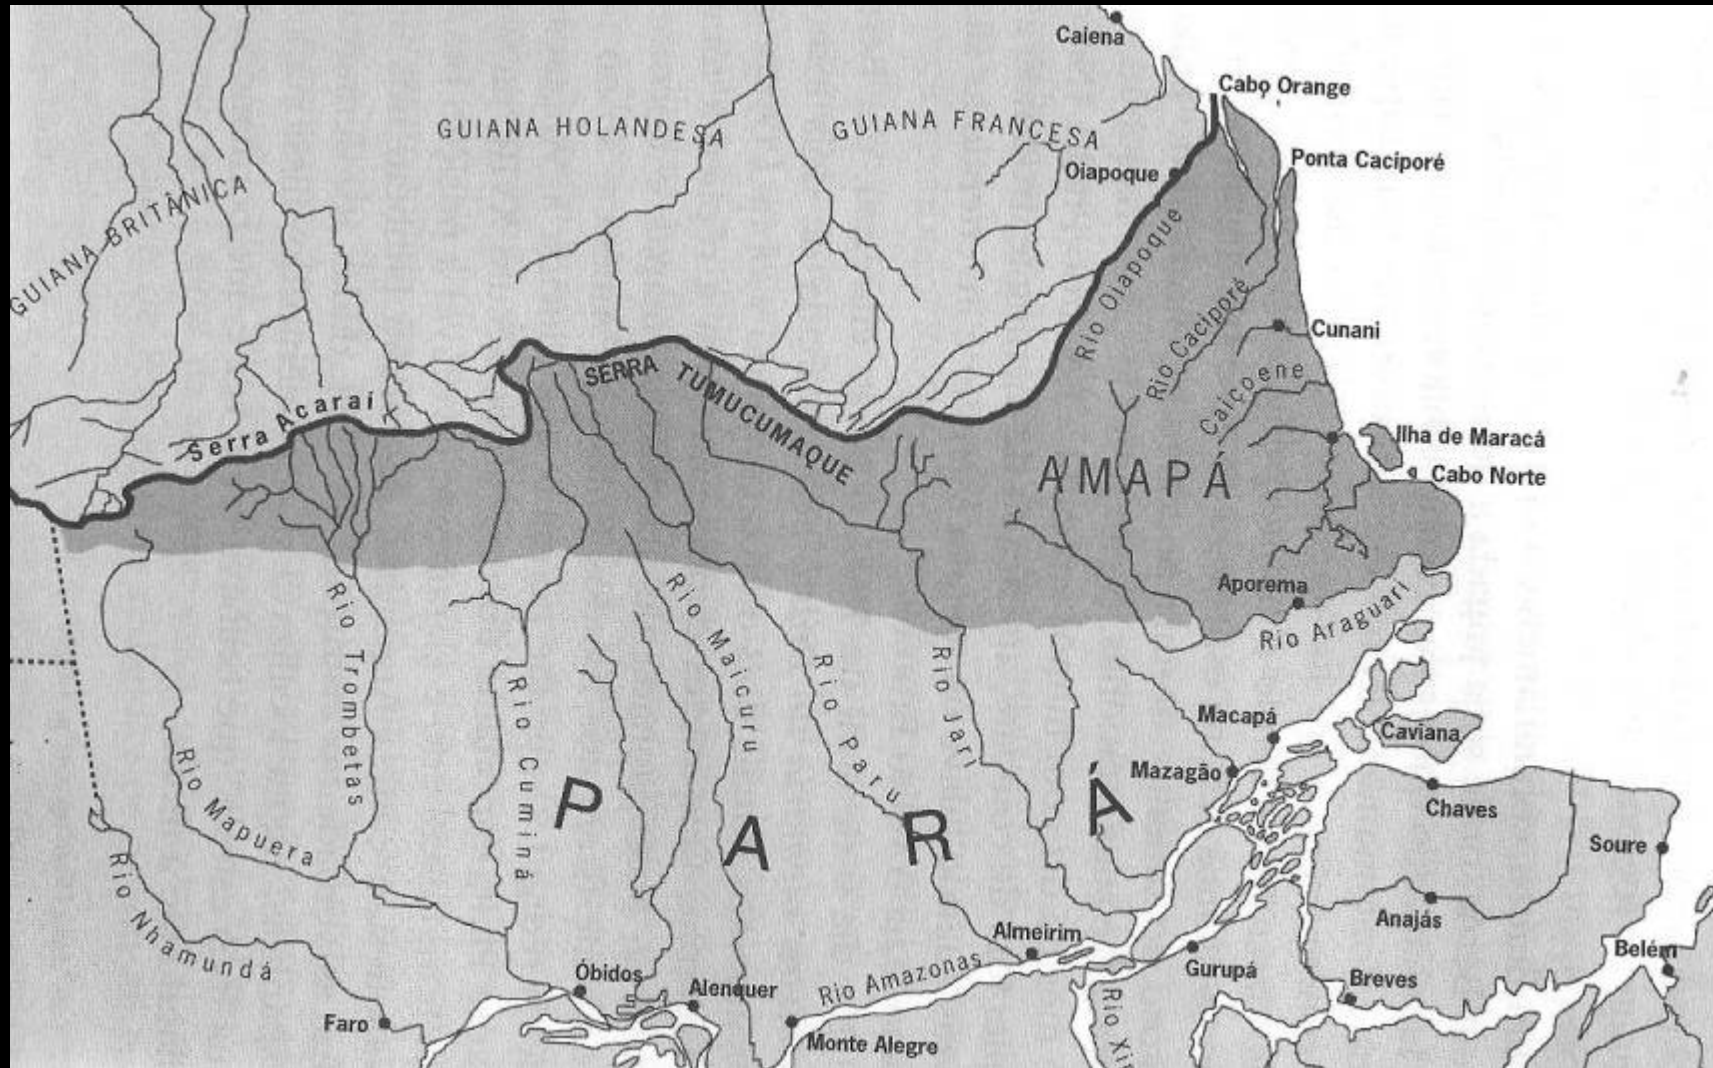 Caiena
Cabo Orange
GUIANA HOLANDESA
GUIANA FRANCESA
Ponta Caciporé
Oiapoque
GUIANA BRITÂNICA
Rio Oiapoque
Rio Caciporé
Cunani
SERRA TUMUCUMAQUE
Caiçoene
Serra Acaraí
Ilha de Maracá
Cabo Norte
AMAPÁ
Aporema
Rio Araguari
Rio Trombetas
Rio Maicuru
Rio Paru
Rio Jari
Rio Cuminá
Macapá
Caviana
Mazagão
Rio Mapuera
PARÁ
Chaves
Soure
Rio Nhamundá
Anajás
Almeirim
Belém
Gurupá
Óbidos
Rio Amazonas
Breves
Alenquer
Faro
Rio Xi
Monte Alegre